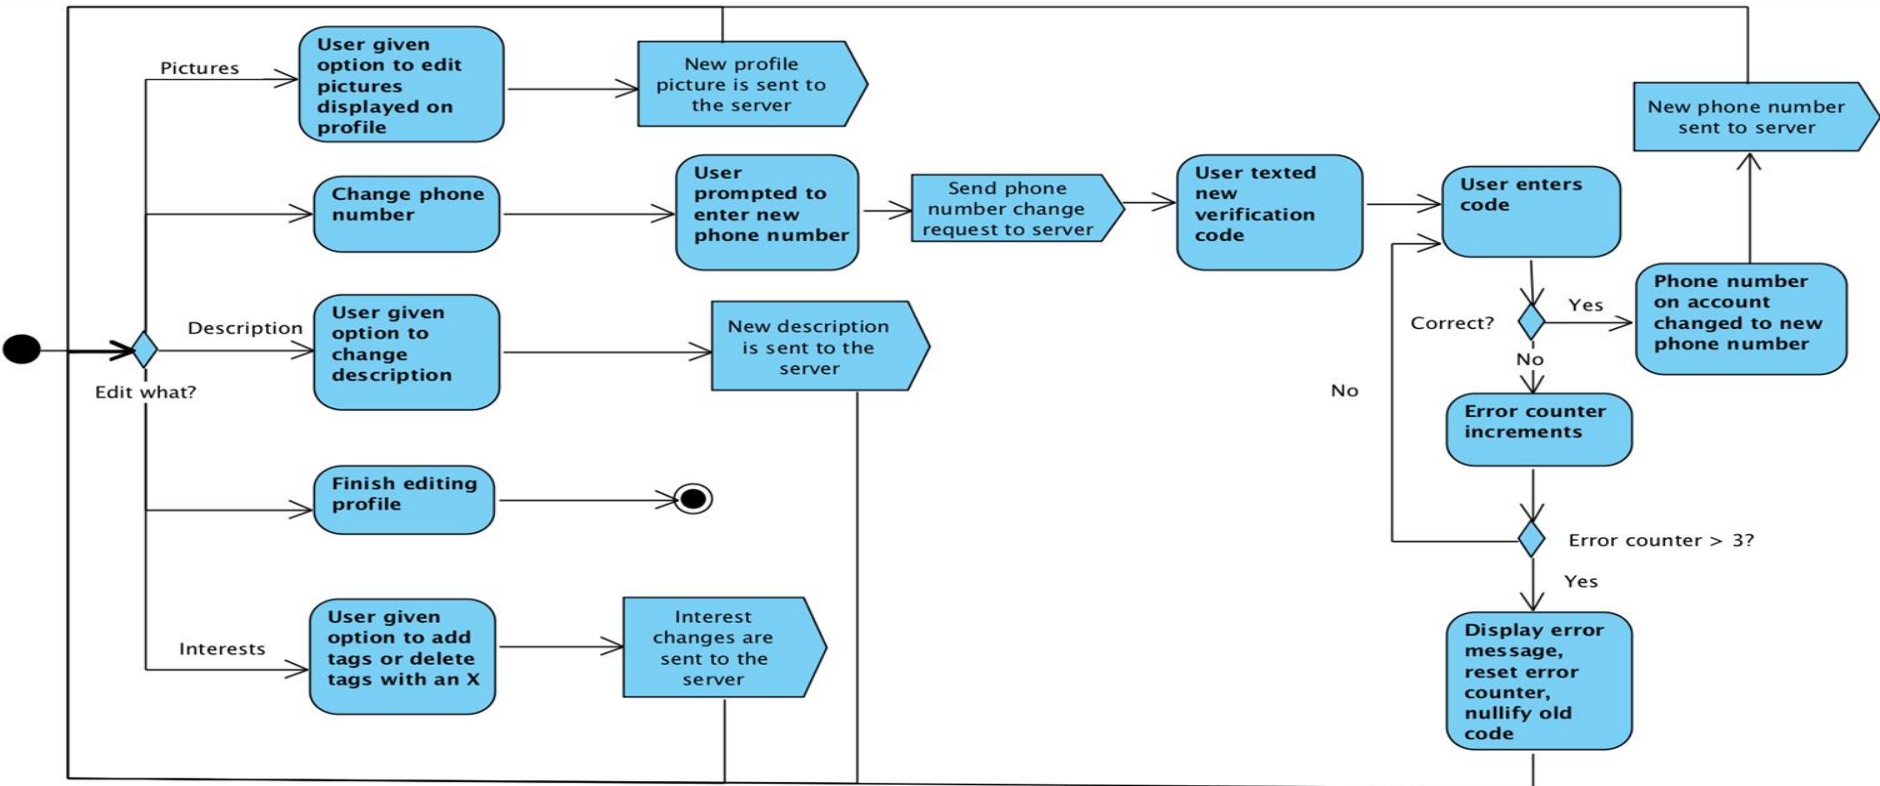 Pictures
User given
option to edit
pictures
displayed on
profile
New profile
picture is sent to
the server
New phone number
sent to server
Change phone
number
User
prompted to
enter new
phone number
Send phone
number change
request to server
User texted
new
verification
code
User enters
code
Description
User given
option to
change
description
New description
is sent to the
server
Correct?
Yes
Phone number
on account
changed to new
phone number
No
Edit what?
No
Error counter
increments
Finish editing
profile
Error counter > 3?
Yes
Interests
User given
option to add
tags or delete
tags with an X
Interest
changes are
sent to the
server
Display error
message,
reset error
counter,
nullify old
code